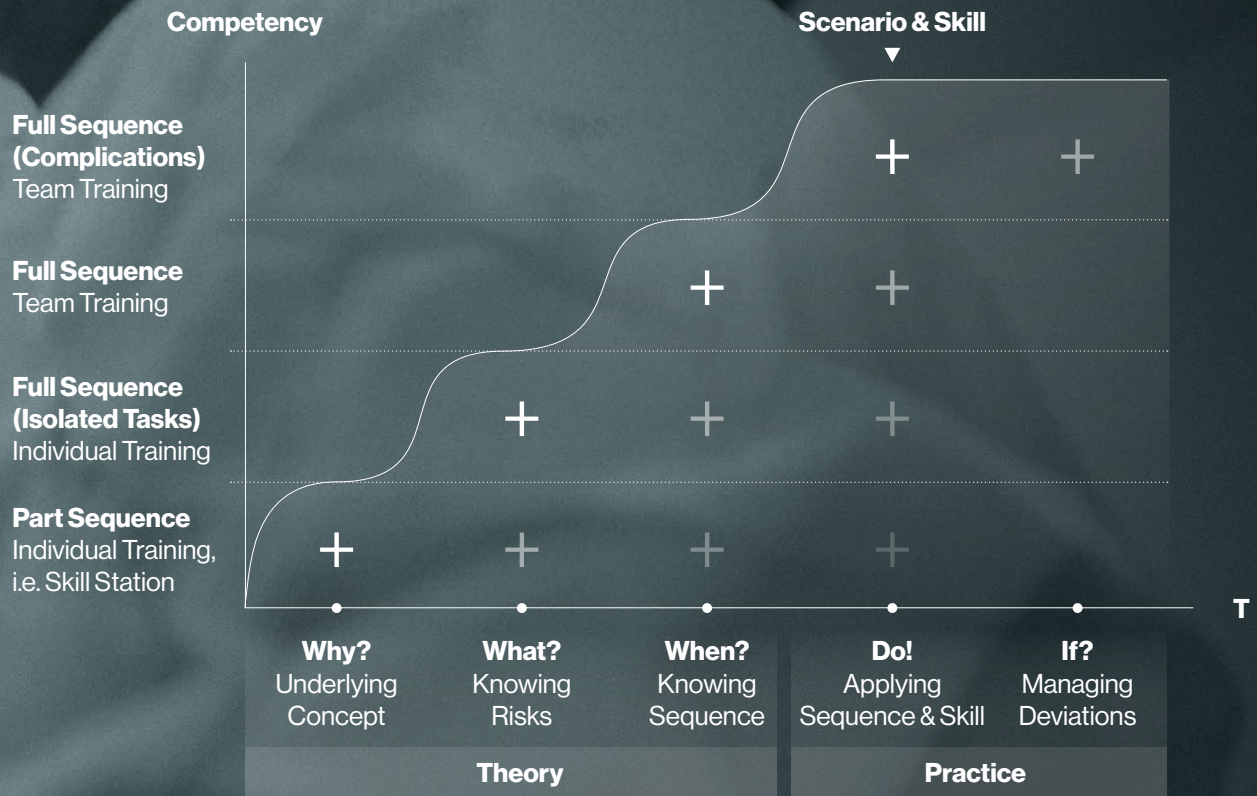 Competency
Scenario & Skill
Full Sequence
(Complications)
Team Training
Full Sequence
Team Training
Full Sequence
(Isolated Tasks)
Individual Training
Part Sequence
Individual Training,
i.e. Skill Station
T
Why?
Underlying
Concept
What?
Knowing
Risks
When?
Knowing
Sequence
Do!
Applying
Sequence & Skill
If?
Managing
Deviations
Theory
Practice